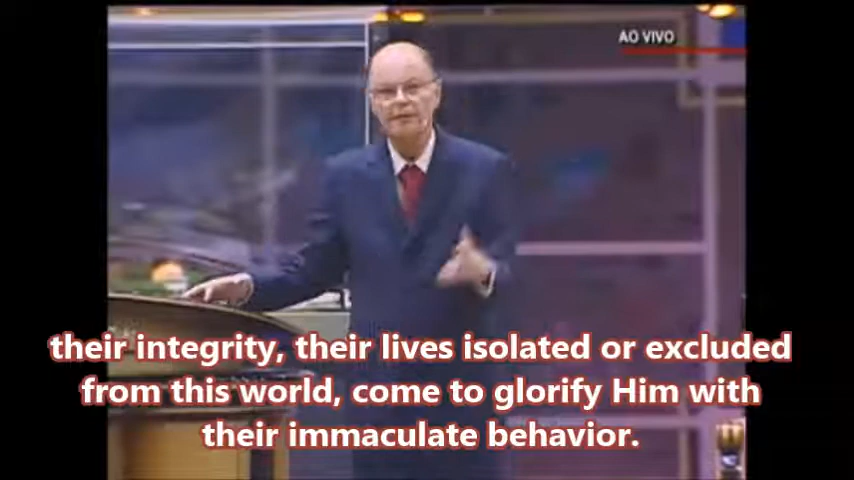 AO VIVO
their integrity, their lives isolated or excluded
from this world, come to glorify Him with
their immaculate behavior.